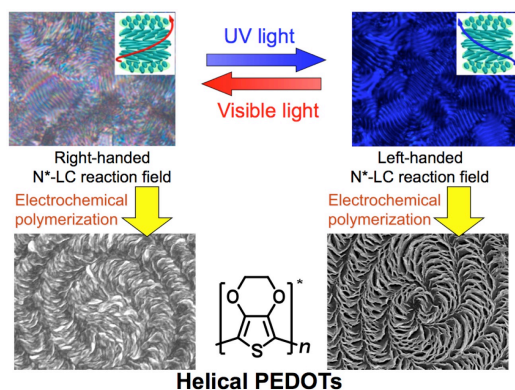 UV light
Visible light
Right-handed
N*-LC reaction field
Left-handed
N*-LC reaction field
Electrochemical
polymerization
Electrochemical
polymerization
O
O
S
*
n
Helical PEDOTs